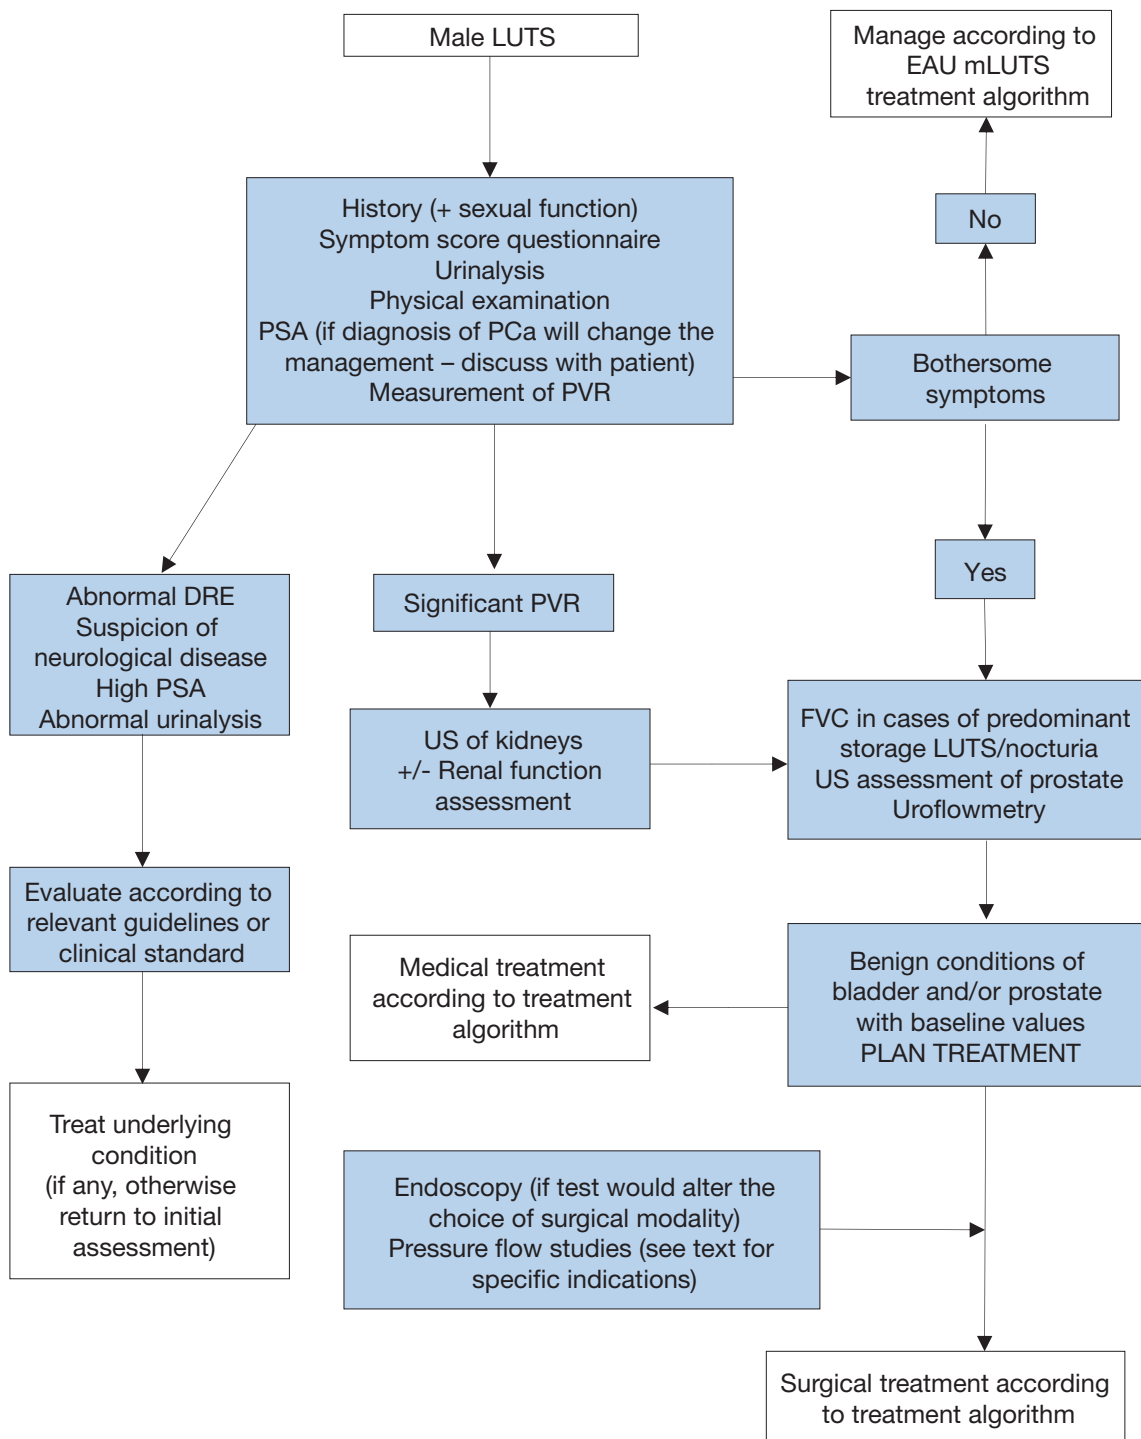 Male LUTS
Manage according to
EAU mLUTS
treatment algorithm
History (+ sexual function)
Symptom score questionnaire
Urinalysis
Physical examination
PSA (if diagnosis of PCa will change the
management – discuss with patient)
Measurement of PVR
No
Bothersome
symptoms
Yes
Abnormal DRE
Suspicion of
neurological disease
High PSA
Abnormal urinalysis
Significant PVR
US of kidneys
+/- Renal function
assessment
FVC in cases of predominant
storage LUTS/nocturia
US assessment of prostate
Uroflowmetry
Evaluate according to
relevant guidelines or
clinical standard
Medical treatment
according to treatment
algorithm
Benign conditions of
bladder and/or prostate
with baseline values
PLAN TREATMENT
Treat underlying
condition
(if any, otherwise
return to initial
assessment)
Endoscopy (if test would alter the
choice of surgical modality)
Pressure flow studies (see text for
specific indications)
Surgical treatment according
to treatment algorithm